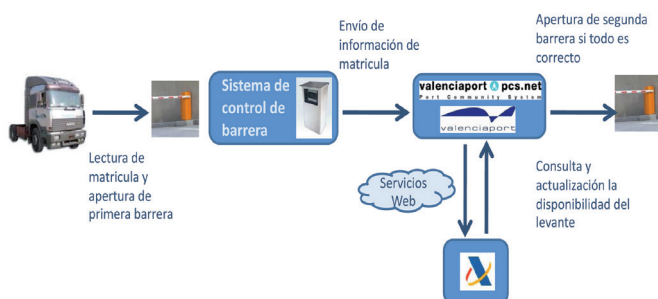 Envío de
información de
matricula
Apertura de segunda
barrera si todo es
correcto
Sistema de
control de
barrera
valenciaport pcs.net
Port Community System
valenciaport
Lectura de
matricula y
apertura de
primera barrera
Servicios
Web
Consulta y
actualización la
disponibilidad del
levante